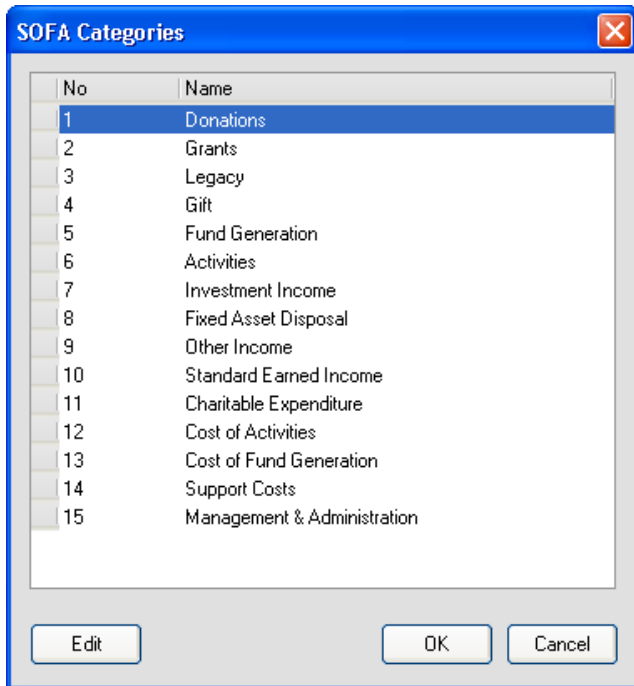 SOFA Categories
No Name
1 Donations
2 Grants
3 Legacy
4 Gift
5 Fund Generation
6 Activities
7 Investment Income
8 Fixed Asset Disposal
9 Other Income
10 Standard Earned Income
11 Charitable Expenditure
12 Cost of Activities
13 Cost of Fund Generation
14 Support Costs
15 Management & Administration
Edit OK Cancel